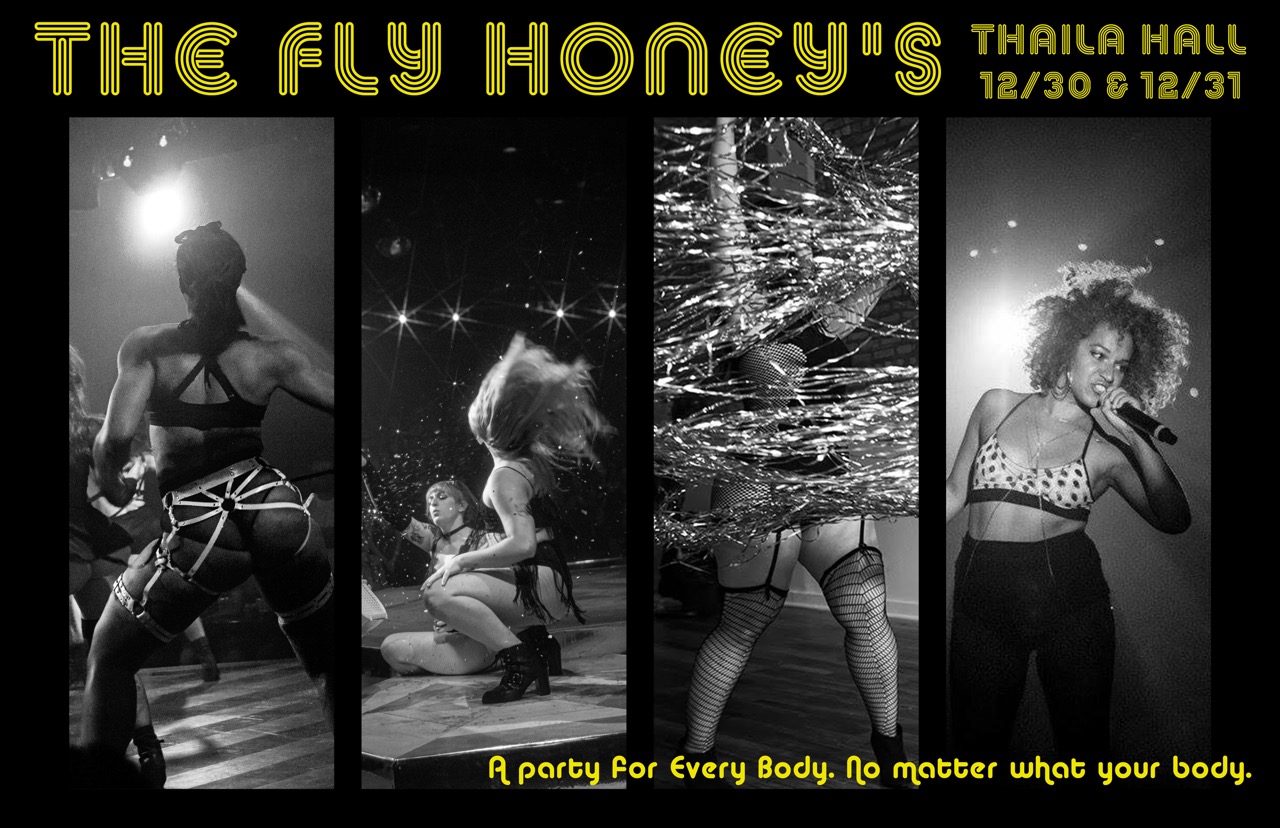 THE FLY HONEY'S
THAILA HALL
12/30 & 12/31
A party for Every Body. No matter what your body.